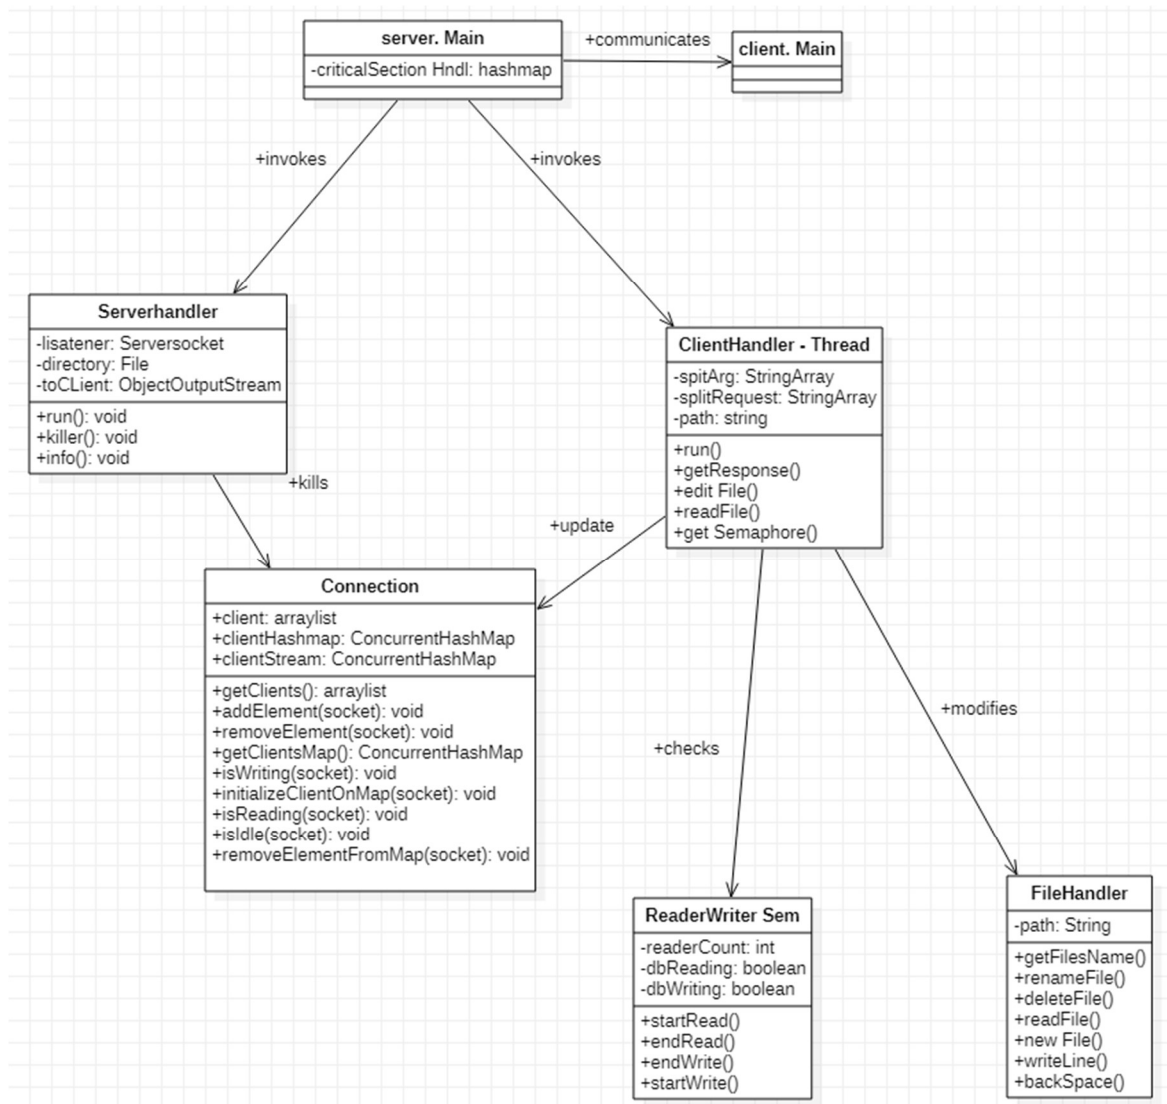 server. Main
-criticalSection Hndl: hashmap
+communicates
client. Main
+invokes
+invokes
Serverhandler
-lisatener: Serversocket
-directory: File
-toCLient: ObjectOutputStream
+run(): void
+killer(): void
+info(): void
+kills
ClientHandler - Thread
-spitArg: StringArray
-splitRequest: StringArray
-path: string
+run()
+getResponse()
+edit File()
+readFile()
+get Semaphore()
+update
Connection
+client: arraylist
+clientHashmap: ConcurrentHashMap
+clientStream: ConcurrentHashMap
+getClients(): arraylist
+addElement(socket): void
+removeElement(socket): void
+getClientsMap(): ConcurrentHashMap
+isWriting(socket): void
+initializeClientOnMap(socket): void
+isReading(socket): void
+isIdle(socket): void
+removeElementFromMap(socket): void
+checks
+modifies
ReaderWriter Sem
-readerCount: int
-dbReading: boolean
-dbWriting: boolean
+startRead()
+endRead()
+endWrite()
+startWrite()
FileHandler
-path: String
+getFilesName()
+renameFile()
+deleteFile()
+readFile()
+new File()
+writeLine()
+backSpace()